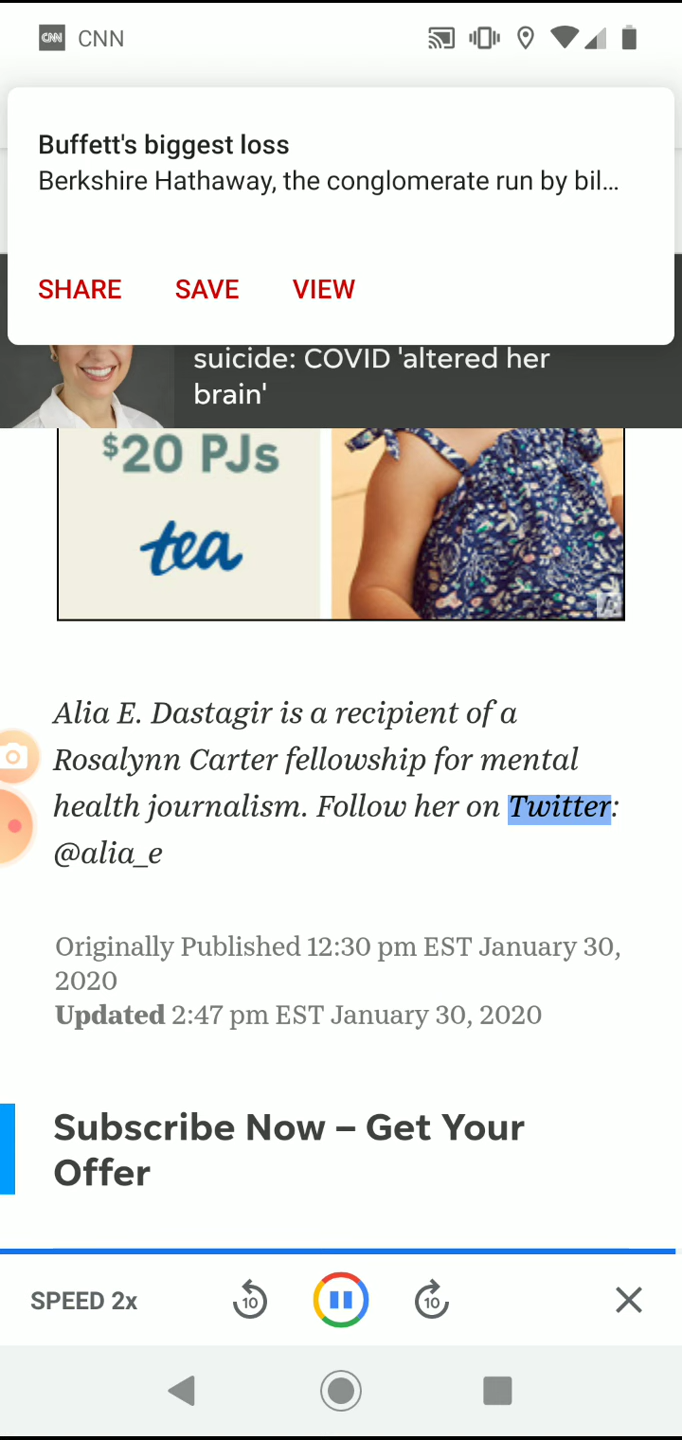 CNN CNN
Buffett's biggest loss
Berkshire Hathaway, the conglomerate run by bil...
SHARE SAVE VIEW
suicide: COVID 'altered her
brain'
$20 PJs
tea
Alia E. Dastagir is a recipient of a
Rosalynn Carter fellowship for mental
health journalism. Follow her on Twitter:
@alia_e
Originally Published 12:30 pm EST January 30,
2020
Updated 2:47 pm EST January 30, 2020
Subscribe Now – Get Your
Offer
SPEED 2x 10 10